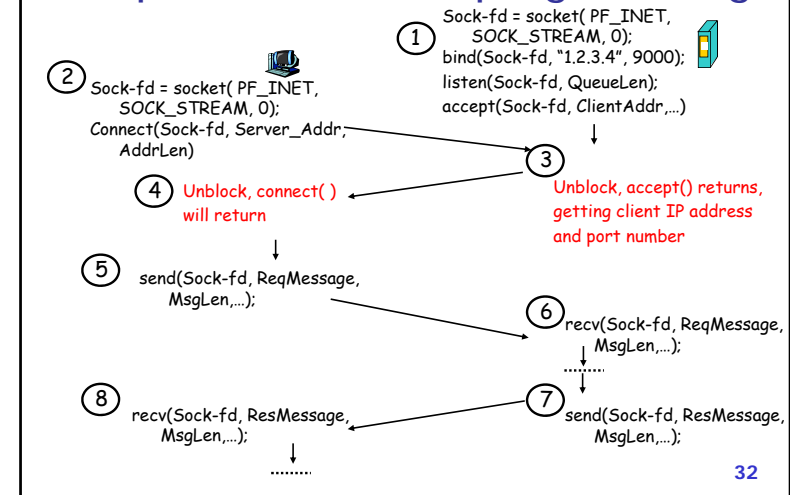 1
Sock-fd = socket( PF_INET,
SOCK_STREAM, 0);
bind(Sock-fd, “1.2.3.4”, 9000);
listen(Sock-fd, QueueLen);
accept(Sock-fd, ClientAddr,…)
2
Sock-fd = socket( PF_INET,
SOCK_STREAM, 0);
Connect(Sock-fd, Server_Addr,
AddrLen)
3
Unblock, accept() returns,
getting client IP address
and port number
4
Unblock, connect( )
will return
5
send(Sock-fd, ReqMessage,
MsgLen,…);
6
recv(Sock-fd, ReqMessage,
MsgLen,…);
7
send(Sock-fd, ResMessage,
MsgLen,…);
8
recv(Sock-fd, ResMessage,
MsgLen,…);
32